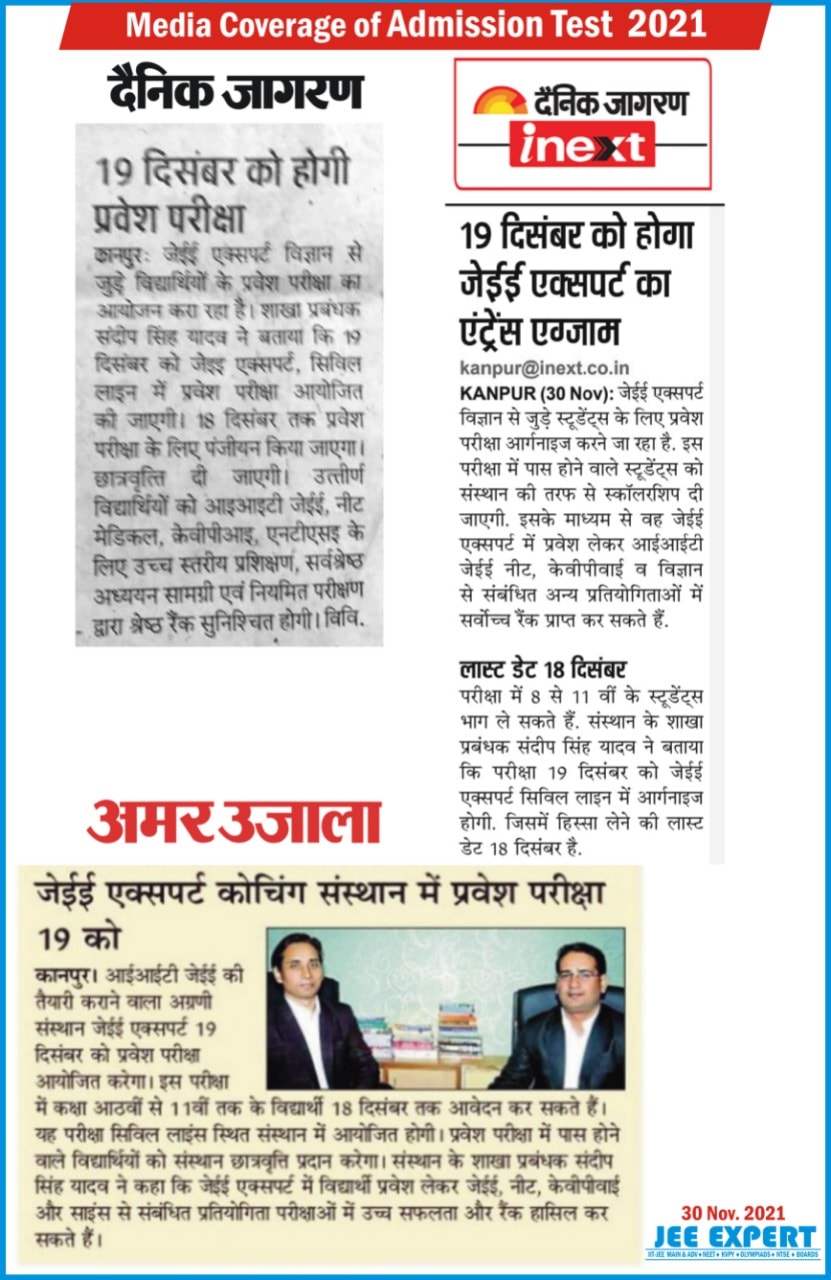 Media Coverage of Admission Test 2021
दैनिक जागरण
19 दिसंबर को होगी
प्रवेश परीक्षा
कानपुर: जेईई एक्सपर्ट विज्ञान से
जुड़े विद्यार्थियों के प्रवेश परीक्षा का
आयोजन करा रहा है। शाखा प्रबंधक
संदीप सिंह यादव ने बताया कि 19
दिसंबर को जेइइ एक्सपर्ट, सिविल
लाइन में प्रवेश परीक्षा आयोजित
की जाएगी। 18 दिसंबर तक प्रवेश
परीक्षा के लिए पंजीयन किया जाएगा।
छात्रवृत्ति दी जाएगी। उत्तीर्ण
विद्यार्थियों को आइआइटी जेईई, नीट
मेडिकल, केवीपीआइ, एनटीएसइ के
लिए उच्च स्तरीय प्रशिक्षण, सर्वश्रेष्ठ
अध्ययन सामग्री एवं नियमित परीक्षण
द्वारा श्रेष्ठ रैंक सुनिश्चित होगी। विवि.
दैनिक जागरण
inext
19 दिसंबर को होगा
जेईई एक्सपर्ट का
एंट्रेंस एग्जाम
kanpur@inext.co.in
KANPUR (30 Nov): जेईई एक्सपर्ट
विज्ञान से जुड़े स्टूडेंट्स के लिए प्रवेश
परीक्षा आर्गनाइज करने जा रहा है. इस
परीक्षा में पास होने वाले स्टूडेंट्स को
संस्थान की तरफ से स्कॉलरशिप दी
जाएगी. इसके माध्यम से वह जेईई
एक्सपर्ट में प्रवेश लेकर आईआईटी
जेईई नीट, केवीपीवाई व विज्ञान
से संबंधित अन्य प्रतियोगिताओं में
सर्वोच्च रैंक प्राप्त कर सकते हैं.
लास्ट डेट 18 दिसंबर
परीक्षा में 8 से 11 वीं के स्टूडेंट्स
भाग ले सकते हैं. संस्थान के शाखा
प्रबंधक संदीप सिंह यादव ने बताया
कि परीक्षा 19 दिसंबर को जेईई
एक्सपर्ट सिविल लाइन में आर्गनाइज
होगी. जिसमें हिस्सा लेने की लास्ट
डेट 18 दिसंबर है.
अमर उजाला
जेईई एक्सपर्ट कोचिंग संस्थान में प्रवेश परीक्षा
19 को
कानपुर। आईआईटी जेईई की
तैयारी कराने वाला अग्रणी
संस्थान जेईई एक्सपर्ट 19
दिसंबर को प्रवेश परीक्षा
आयोजित करेगा। इस परीक्षा
में कक्षा आठवीं से 11वीं तक के विद्यार्थी 18 दिसंबर तक आवेदन कर सकते हैं।
यह परीक्षा सिविल लाइंस स्थित संस्थान में आयोजित होगी। प्रवेश परीक्षा में पास होने
वाले विद्यार्थियों को संस्थान छात्रवृत्ति प्रदान करेगा। संस्थान के शाखा प्रबंधक संदीप
सिंह यादव ने कहा कि जेईई एक्सपर्ट में विद्यार्थी प्रवेश लेकर जेईई, नीट, केवीपीवाई
और साइंस से संबंधित प्रतियोगिता परीक्षाओं में उच्च सफलता और रैंक हासिल कर
सकते हैं।
30 Nov. 2021
JEE EXPERT
IIT-JEE MAIN & ADV • NEET • KVPY • OLYMPIADS • NTSE • BOARDS